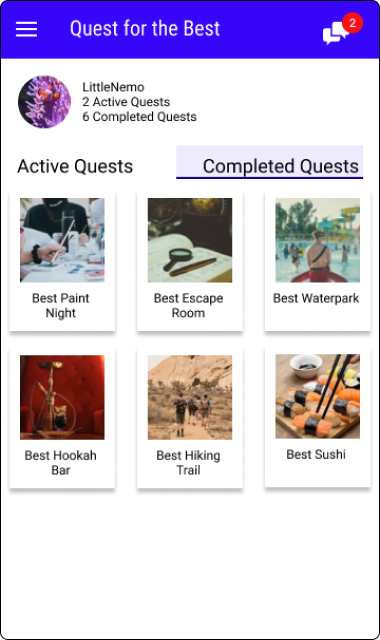 Quest for the Best
2
LittleNemo
2 Active Quests
6 Completed Quests
Active Quests
Completed Quests
Best Paint
Night
Best Escape
Room
Best Waterpark
Best Hookah
Bar
Best Hiking
Trail
Best Sushi